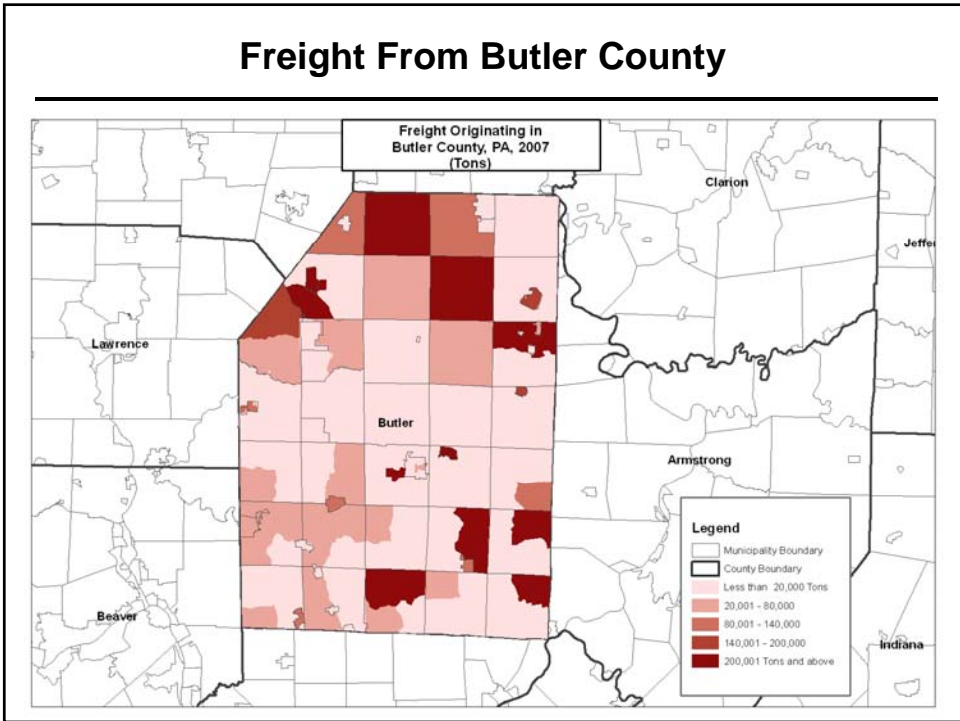 Freight From Butler County
Freight Originating in
Butler County, PA, 2007
(Tons)
Clarion
Lawrence
Butler
Armstrong
Beaver
Indiana
Legend
Municipality Boundary
County Boundary
Less than 20,000 Tons
20,001 - 80,000
80,001 - 140,000
140,001 - 200,000
200,001 Tons and above